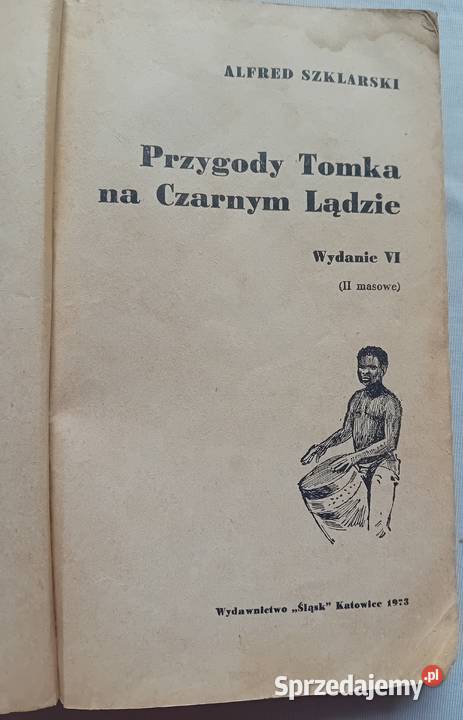 ALFRED SZKLARSKI
Przygody Tomka
na Czarnym Lądzie
Wydanie VI
(II masowe)
Wydawnictwo „Śląsk" Katowice 1973
Sprzedajemy.pl